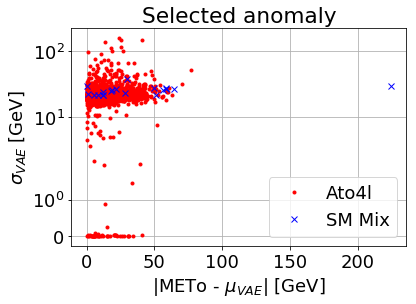 Selected anomaly
σ_VAE [GeV]
10²
10¹
10⁰
0
Ato4l
SM Mix
0 50 100 150 200
|METo - μ_VAE| [GeV]